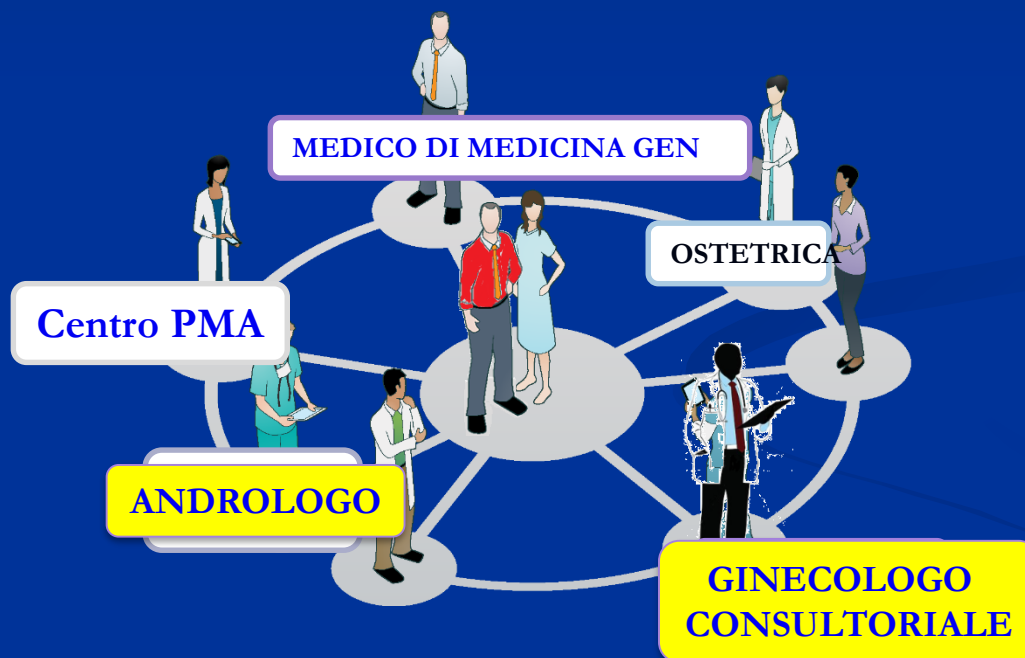 MEDICO DI MEDICINA GEN
OSTETRICA
Centro PMA
ANDROLOGO
GINECOLOGO
CONSULTORIALE